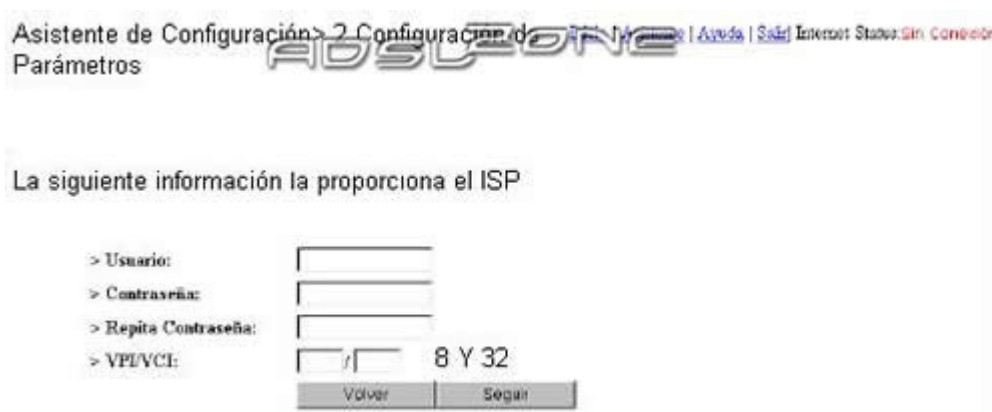 Asistente de Configuración> 2 Configuración de
Parámetros
| Ayuda | Salir| Internet Status:Sin Conexión
ADSLZONE
La siguiente información la proporciona el ISP
> Usuario:
> Contraseña:
> Repita Contraseña:
> VPI/VCI: / 8 Y 32
Volver Seguir